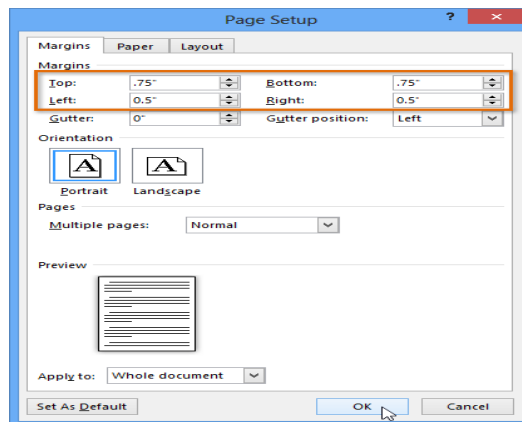 Page Setup ?
Margins Paper Layout
Margins
Top: .75" Bottom: .75"
Left: 0.5" Right: 0.5"
Gutter: 0" Gutter position: Left
Orientation
A A
Portrait Landscape
Pages
Multiple pages: Normal
Preview
Apply to: Whole document
Set As Default OK Cancel